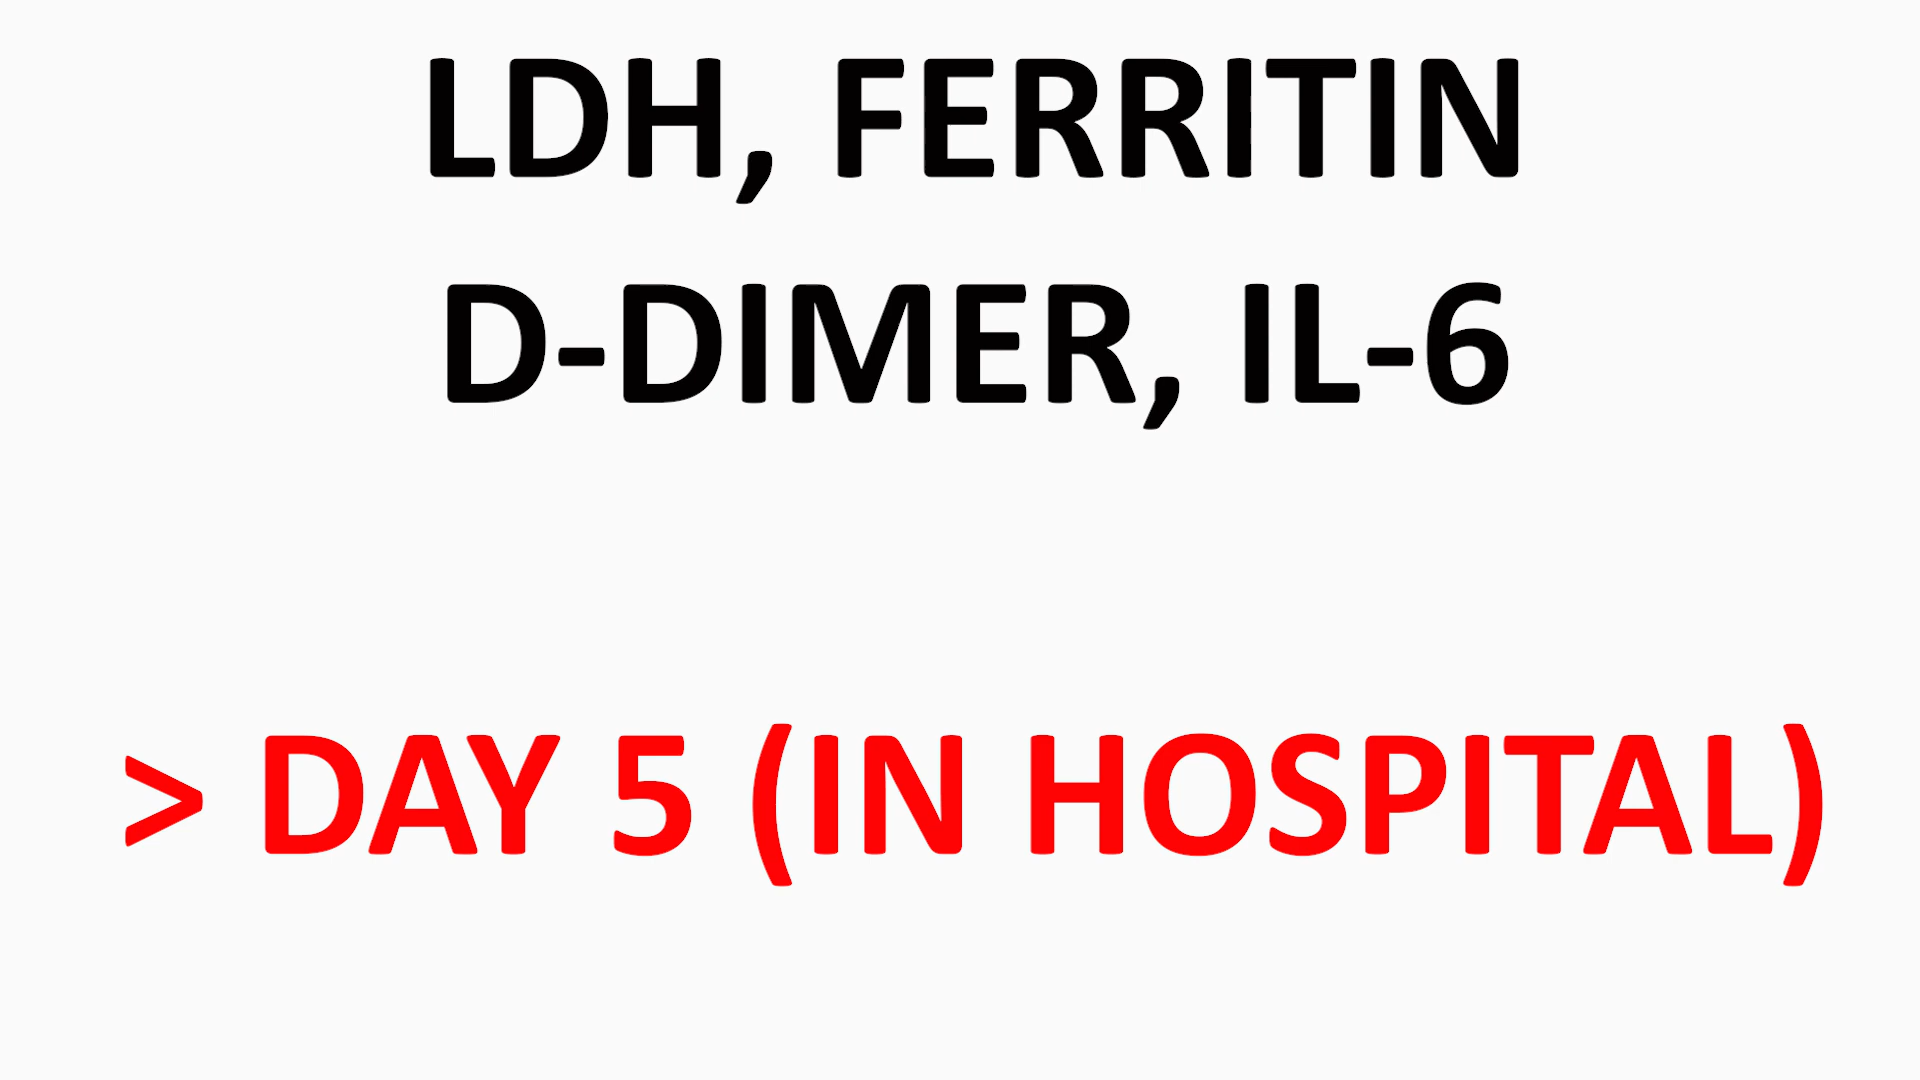 LDH, FERRITIN
D-DIMER, IL-6
> DAY 5 (IN HOSPITAL)